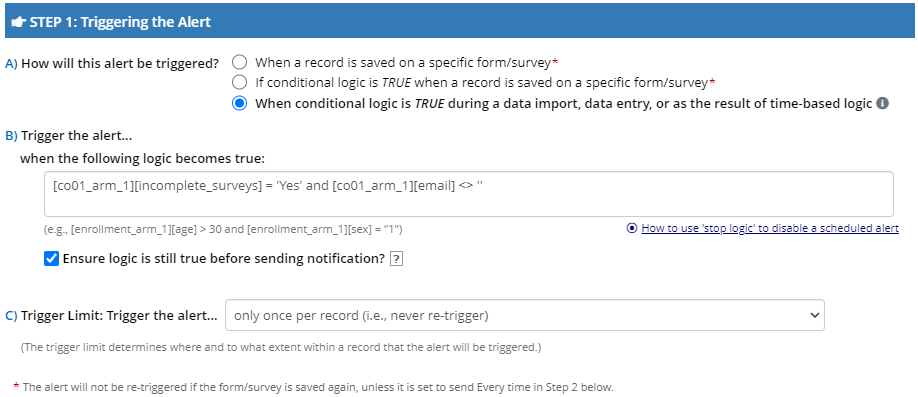 STEP 1: Triggering the Alert
A) How will this alert be triggered?
When a record is saved on a specific form/survey*
If conditional logic is TRUE when a record is saved on a specific form/survey*
When conditional logic is TRUE during a data import, data entry, or as the result of time-based logic
B) Trigger the alert...
when the following logic becomes true:
[co01_arm_1][incomplete_surveys] = 'Yes' and [co01_arm_1][email] <> ''
(e.g., [enrollment_arm_1][age] > 30 and [enrollment_arm_1][sex] = "1")
How to use 'stop logic' to disable a scheduled alert
Ensure logic is still true before sending notification? ?
C) Trigger Limit: Trigger the alert... only once per record (i.e., never re-trigger)
(The trigger limit determines where and to what extent within a record that the alert will be triggered.)
* The alert will not be re-triggered if the form/survey is saved again, unless it is set to send Every time in Step 2 below.